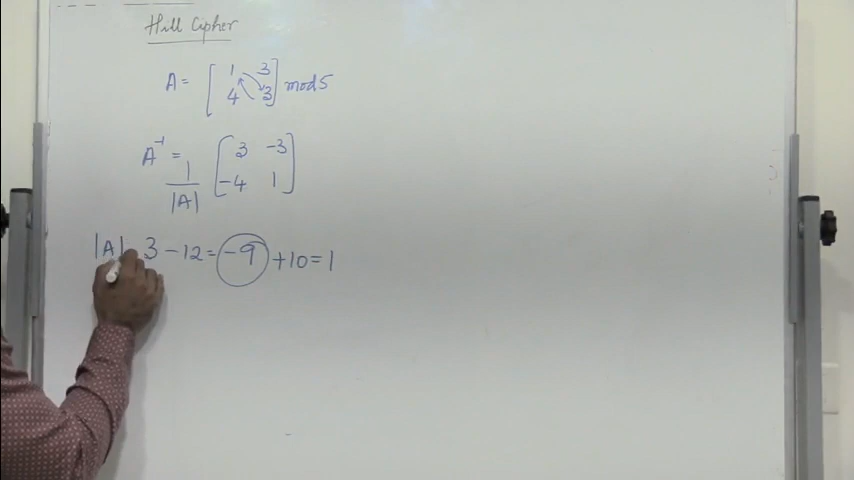 Hill Cipher
A = [ 1 3
4 3 ] mod 5
A⁻¹ = 1 / |A| [ 3 -3
-4 1 ]
|A| 3 - 12 = -9 + 10 = 1